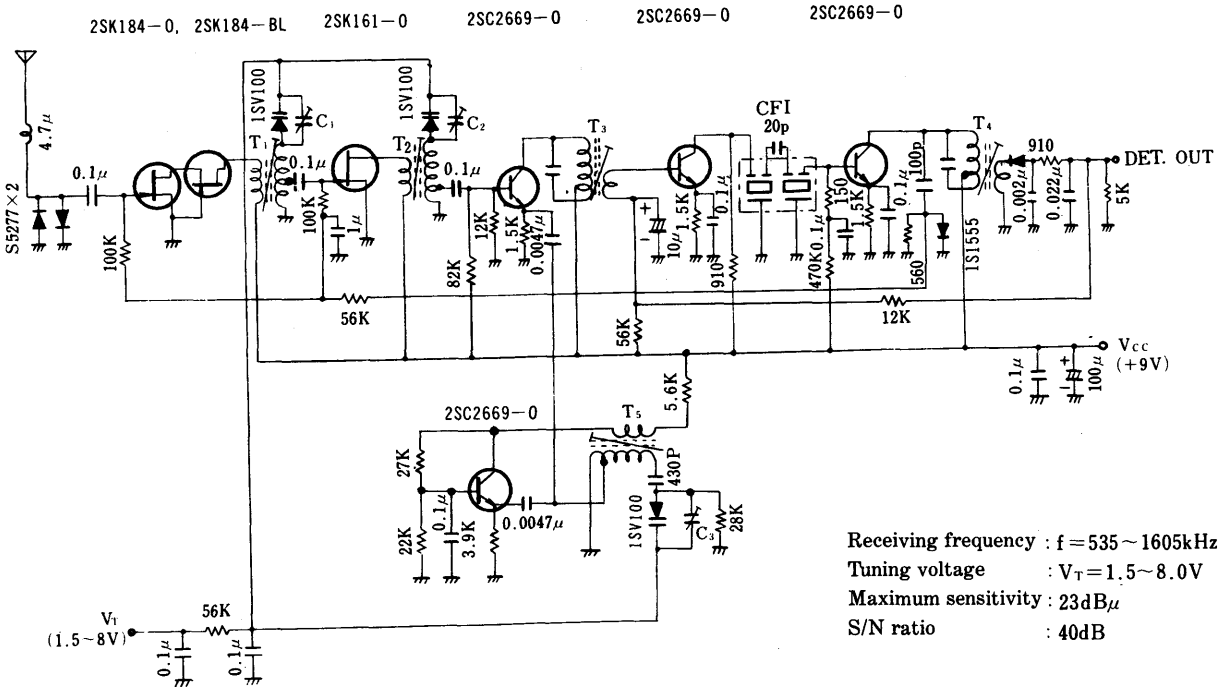 2SK184-0, 2SK184-BL
2SK161-0
2SC2669-0
2SC2669-0
2SC2669-0
4.7μ
S5277×2
0.1μ
100K
1SV100
C1
T1
0.1μ
100K
1μ
1SV100
C2
T2
0.1μ
12K
82K
1.5K
0.0047μ
T3
10μ
+
-
1.5K
0.1μ
910
CFI
20p
150
0.1μ
470K
1.5K
0.1μ
100p
560
1S1555
T4
910
0.002μ
0.022μ
5K
DET. OUT
56K
12K
56K
Vcc
(+9V)
0.1μ
100μ
+
-
5.6K
2SC2669-0
T5
27K
22K
0.1μ
3.9K
0.0047μ
430P
1SV100
C3
28K
VT
(1.5~8V)
56K
0.1μ
0.1μ
Receiving frequency : f=535~1605kHz
Tuning voltage : VT=1.5~8.0V
Maximum sensitivity : 23dBμ
S/N ratio : 40dB